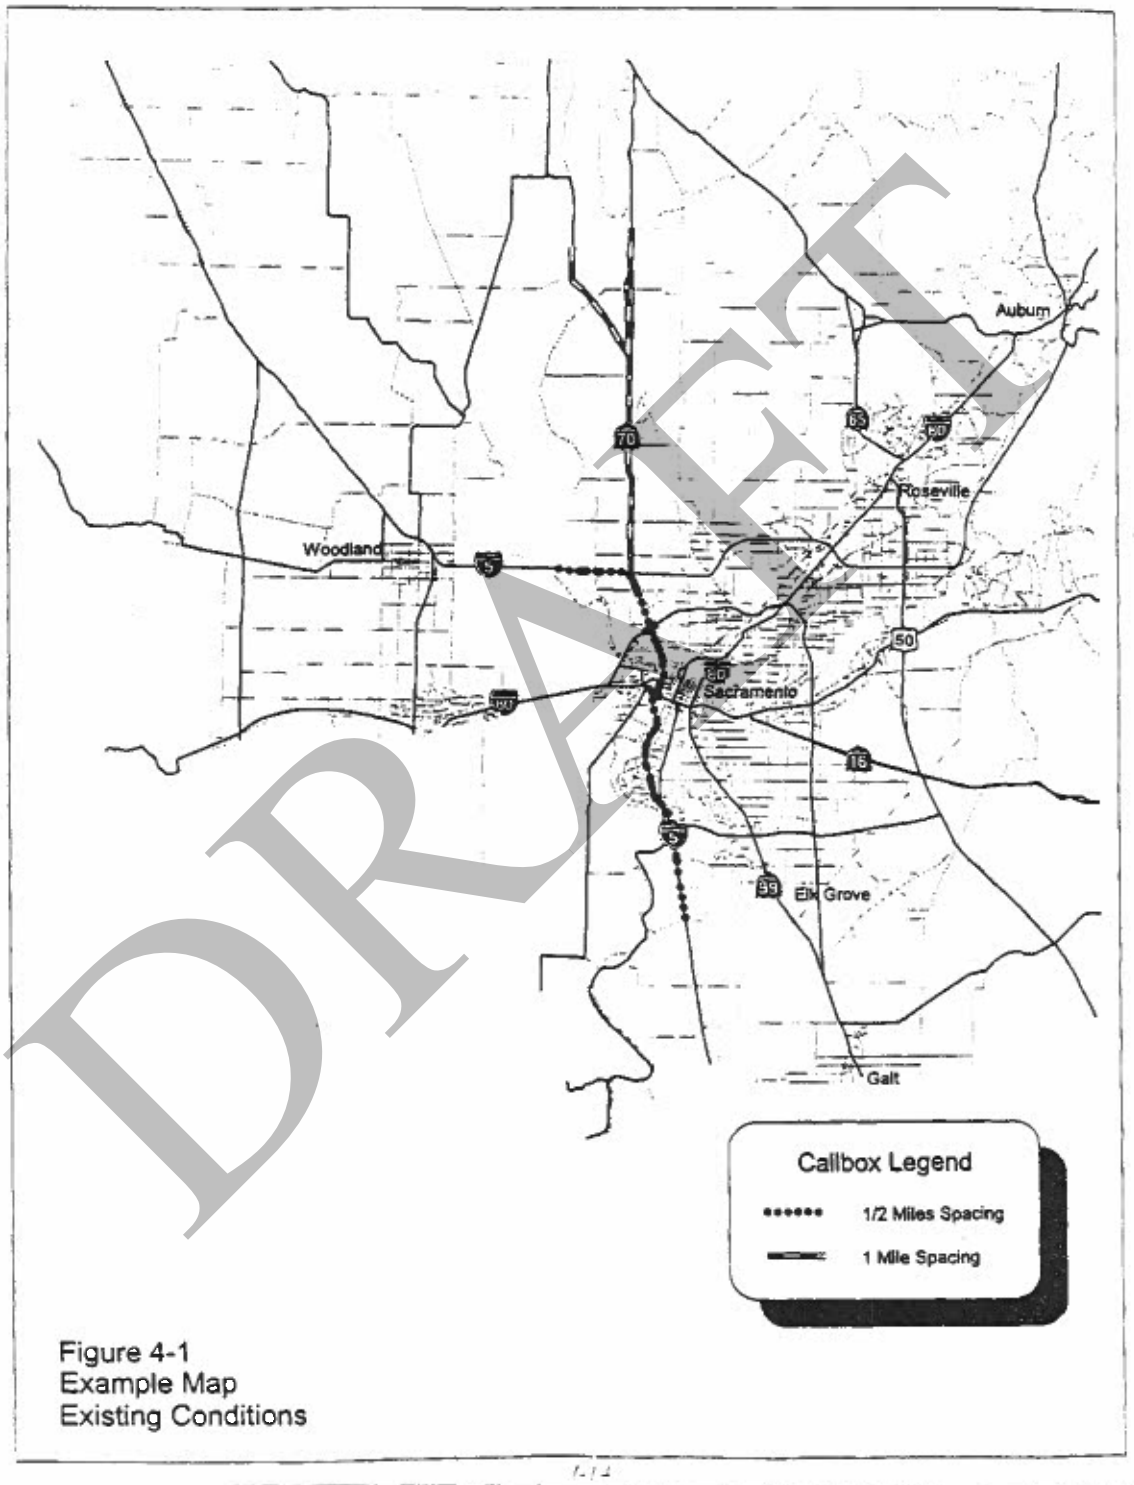 Auburn
65
80
70
Roseville
Woodland
5
50
80
Sacramento
80
16
5
99
Elk Grove
Galt
DRAFT
Callbox Legend
1/2 Miles Spacing
1 Mile Spacing
Figure 4-1
Example Map
Existing Conditions